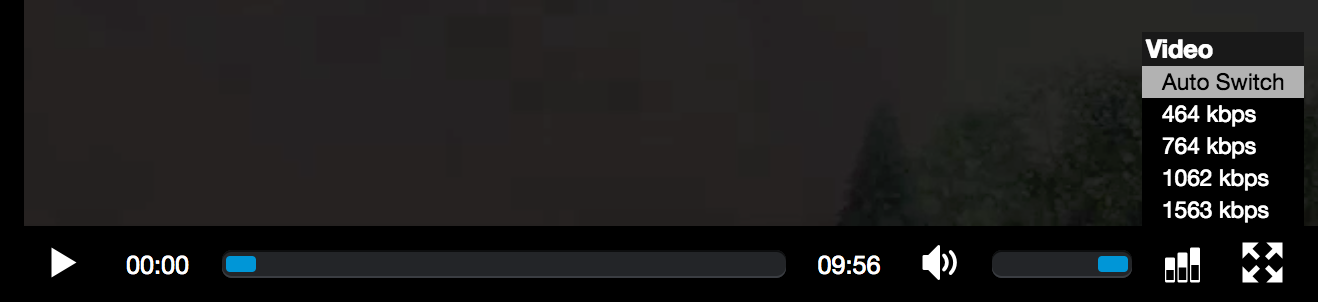 Video
Auto Switch
464 kbps
764 kbps
1062 kbps
1563 kbps
00:00
09:56